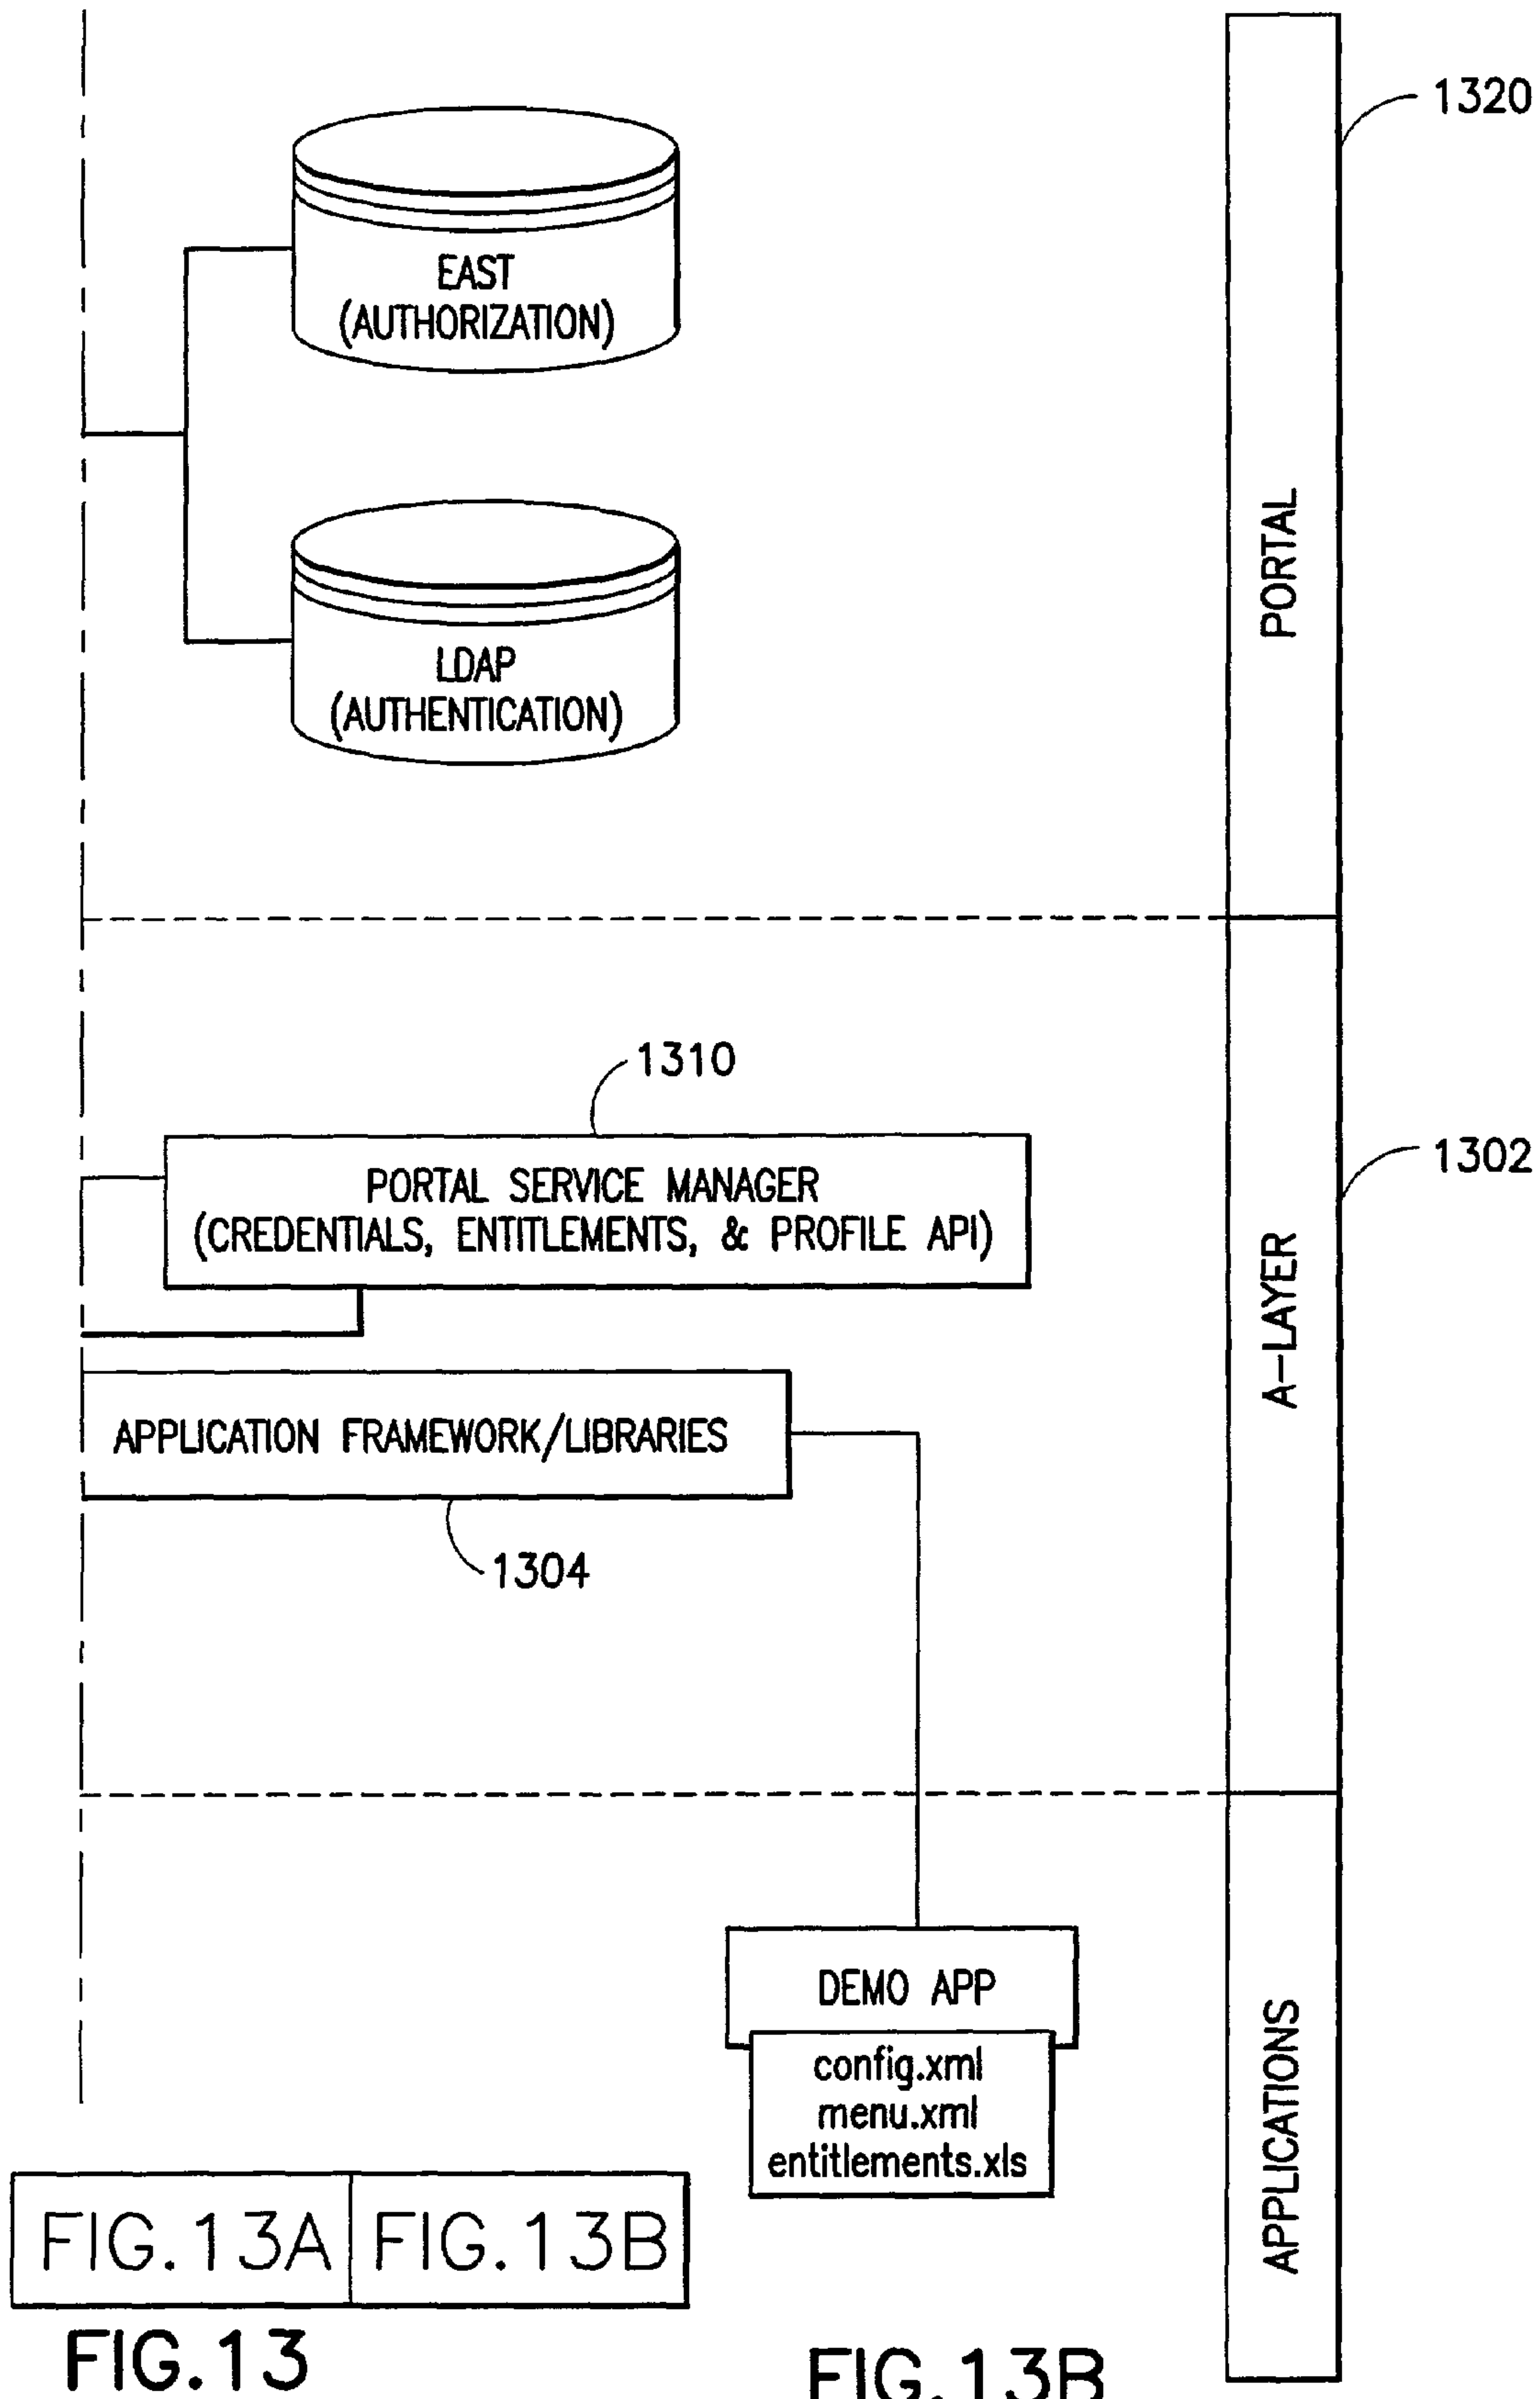 1320
EAST
(AUTHORIZATION)
PORTAL
LDAP
(AUTHENTICATION)
1310
1302
PORTAL SERVICE MANAGER
(CREDENTIALS, ENTITLEMENTS, & PROFILE API)
A-LAYER
APPLICATION FRAMEWORK/LIBRARIES
1304
DEMO APP
config.xml
menu.xml
entitlements.xls
APPLICATIONS
FIG.13A FIG.13B
FIG.13
FIG.13B